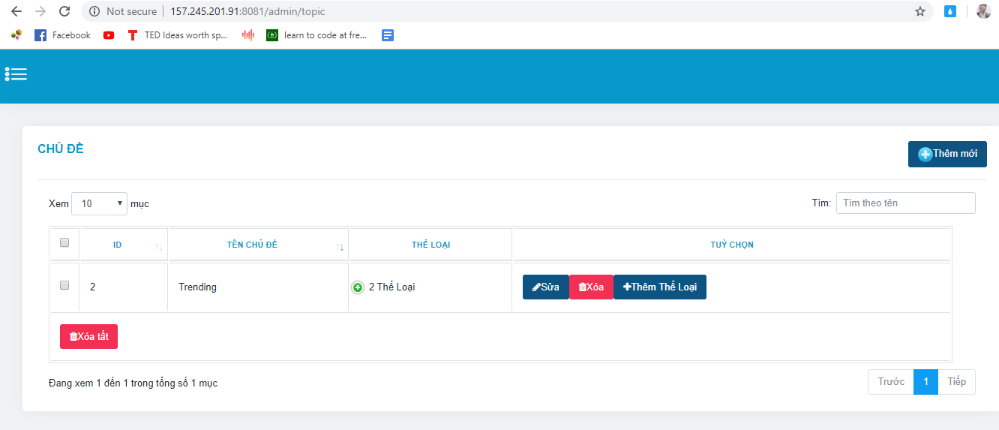 Not secure 157.245.201.91:8081/admin/topic
Facebook TED Ideas worth sp... learn to code at fre...
CHỦ ĐỀ
Thêm mới
Xem 10 mục Tìm: Tìm theo tên
ID TÊN CHỦ ĐỀ THỂ LOẠI TUỲ CHỌN
2 Trending 2 Thể Loại Sửa Xóa Thêm Thể Loại
Xóa tất
Đang xem 1 đến 1 trong tổng số 1 mục
Trước 1 Tiếp